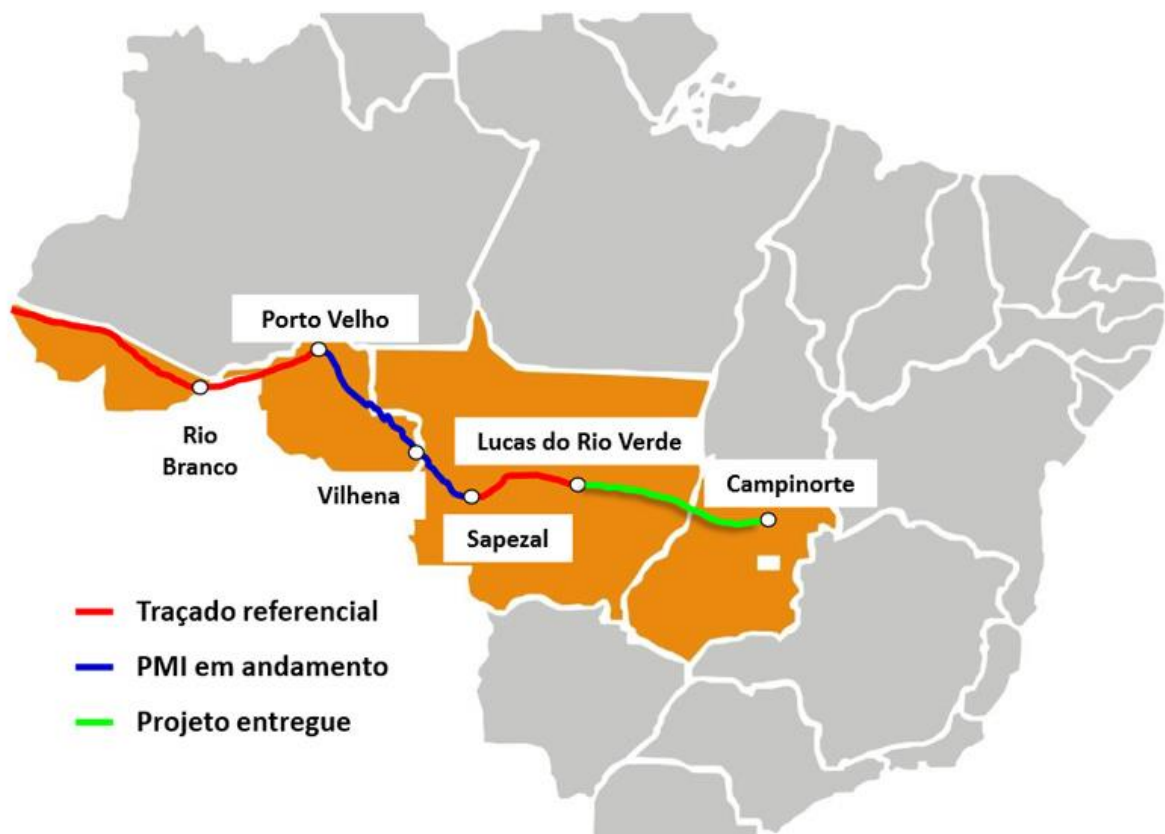 Porto Velho
Rio
Branco
Lucas do Rio Verde
Vilhena
Campinorte
Sapezal
Traçado referencial
PMI em andamento
Projeto entregue